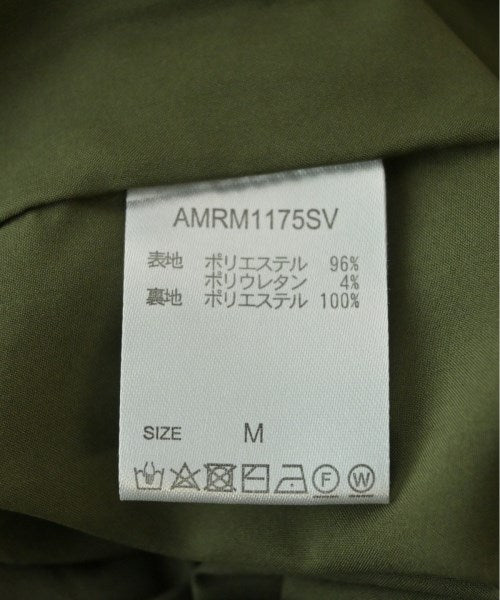 AMRM1175SV
表地 ポリエステル 96%
ポリウレタン 4%
裏地 ポリエステル 100%
SIZE M
F W